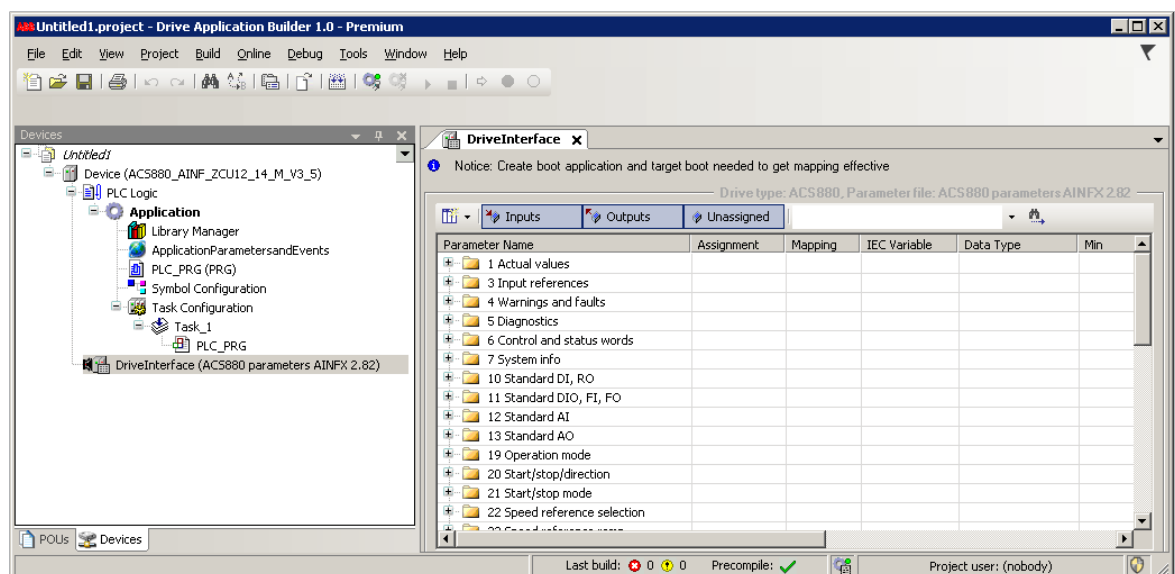 ABB Untitled1.project - Drive Application Builder 1.0 - Premium
File Edit View Project Build Online Debug Tools Window Help
Devices
Untitled1
Device (ACS880_AINF_ZCU12_14_M_V3_5)
PLC Logic
Application
Library Manager
ApplicationParametersandEvents
PLC_PRG (PRG)
Symbol Configuration
Task Configuration
Task_1
PLC_PRG
DriveInterface (ACS880 parameters AINFX 2.82)
POUs Devices
DriveInterface
Notice: Create boot application and target boot needed to get mapping effective
Drive type: ACS880, Parameter file: ACS880 parameters AINFX 2.82
Inputs Outputs Unassigned
Parameter Name Assignment Mapping IEC Variable Data Type Min
1 Actual values
3 Input references
4 Warnings and faults
5 Diagnostics
6 Control and status words
7 System info
10 Standard DI, RO
11 Standard DIO, FI, FO
12 Standard AI
13 Standard AO
19 Operation mode
20 Start/stop/direction
21 Start/stop mode
22 Speed reference selection
23 Speed reference ramp
Last build: 0 0 Precompile: Project user: (nobody)